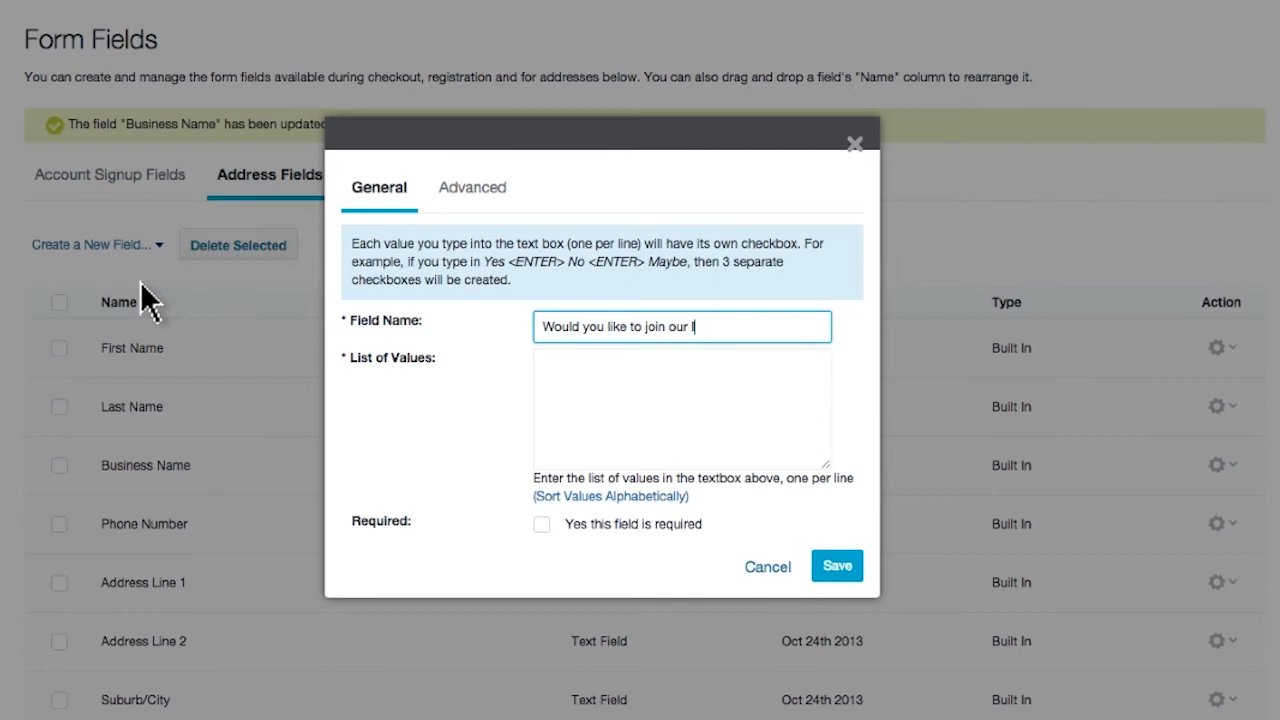 Form Fields
You can create and manage the form fields available during checkout, registration and for addresses below. You can also drag and drop a field's "Name" column to rearrange it.
The field "Business Name" has been updated
Account Signup Fields
Address Fields
Create a New Field...
Delete Selected
General
Advanced
Each value you type into the text box (one per line) will have its own checkbox. For
example, if you type in Yes <ENTER> No <ENTER> Maybe, then 3 separate
checkboxes will be created.
* Field Name:
Would you like to join our l
* List of Values:
Enter the list of values in the textbox above, one per line
(Sort Values Alphabetically)
Required:
Yes this field is required
Cancel
Save
Name
Type
Action
First Name
Built In
Last Name
Built In
Business Name
Built In
Phone Number
Built In
Address Line 1
Built In
Address Line 2
Text Field
Oct 24th 2013
Built In
Suburb/City
Text Field
Oct 24th 2013
Built In